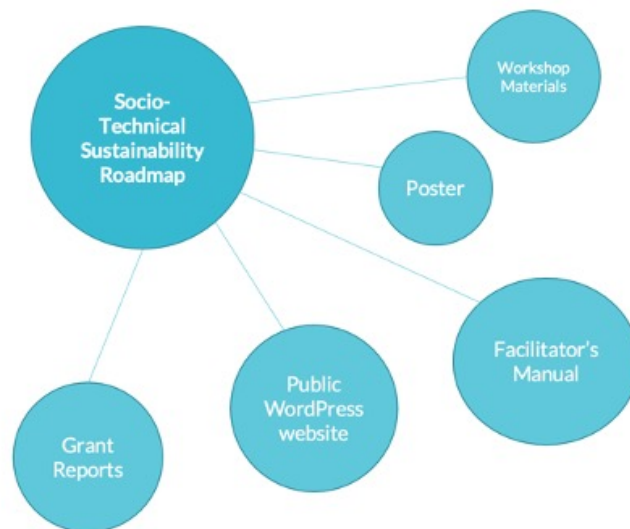 Socio-
Technical
Sustainability
Roadmap
Workshop
Materials
Poster
Facilitator’s
Manual
Public
WordPress
website
Grant
Reports